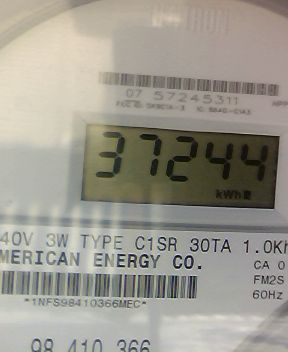 07 57245311
37244
kWh
40V 3W TYPE C1SR 30TA 1.0Kh
MERICAN ENERGY CO.
CA 0
FM2S
*1NFS98410366MEC*
60Hz
98 410 366